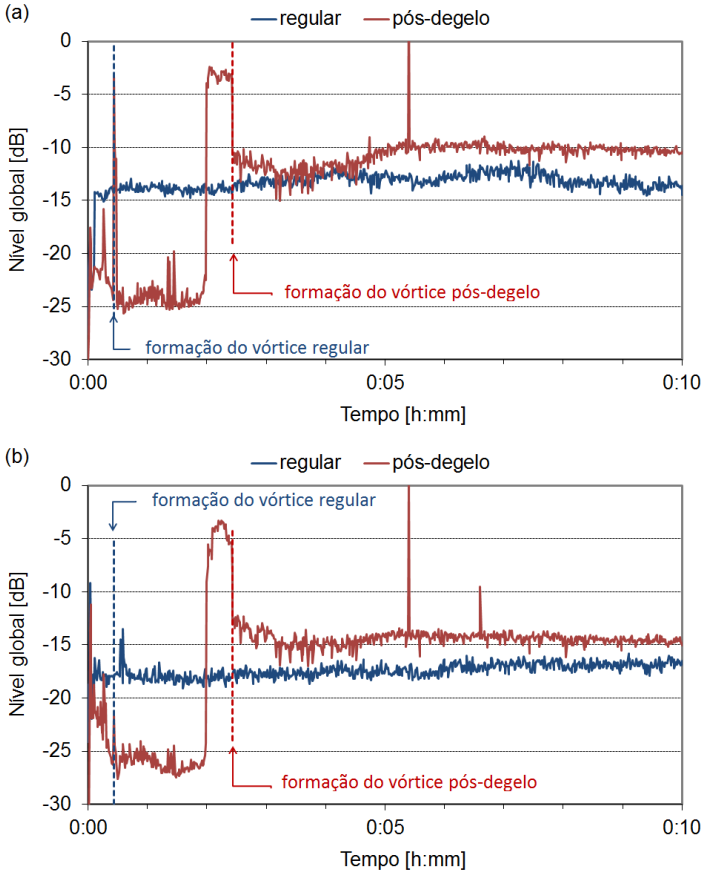 (a)
regular pós-degelo
0
-5
-10
-15
-20
-25
-30
Nível global [dB]
formação do vórtice pós-degelo
formação do vórtice regular
0:00 0:05 0:10
Tempo [h:mm]
(b)
regular pós-degelo
0
-5
-10
-15
-20
-25
-30
Nível global [dB]
formação do vórtice regular
formação do vórtice pós-degelo
0:00 0:05 0:10
Tempo [h:mm]